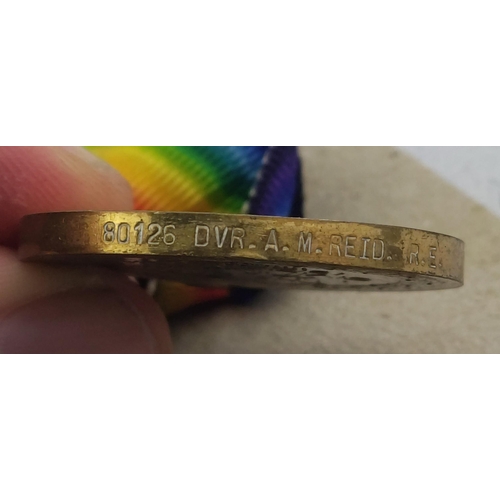 80126 DVR. A. M. REID. R.E.